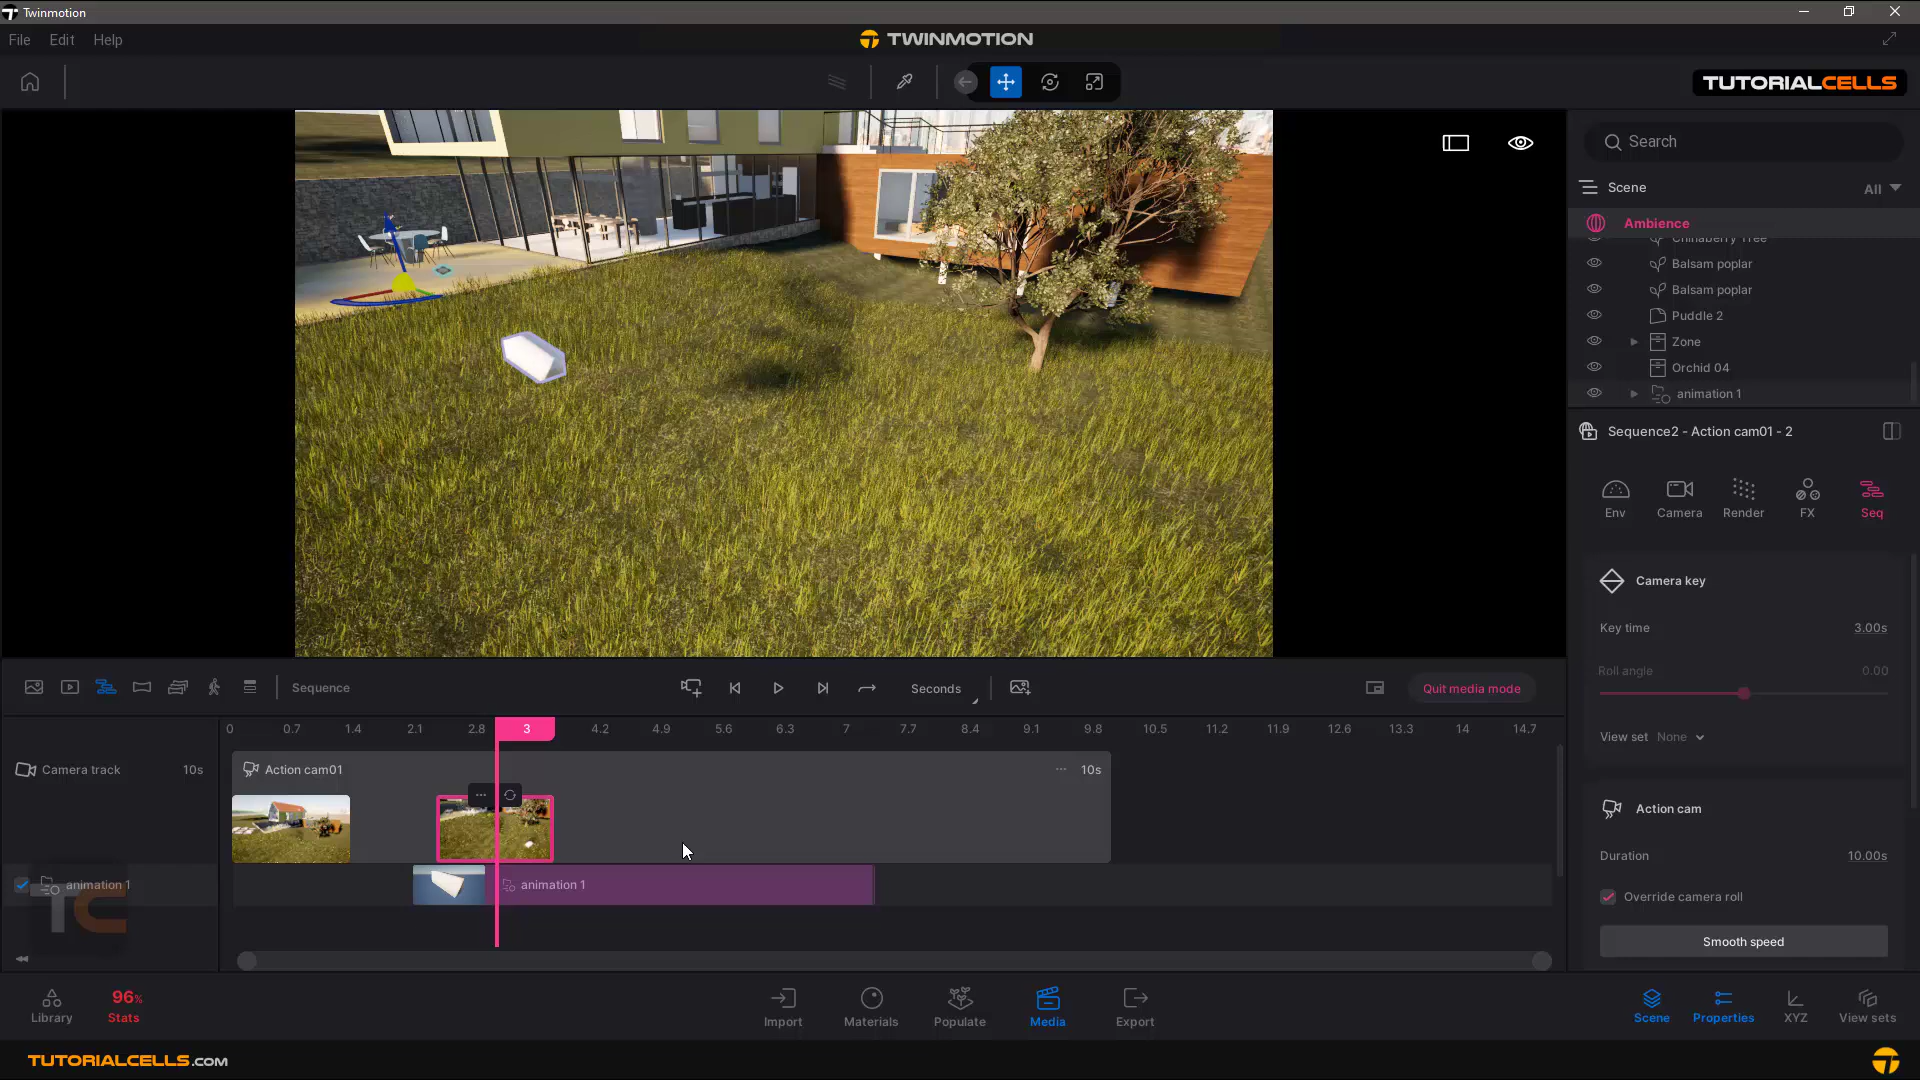 Twinmotion
File Edit Help
TWINMOTION
TUTORIALCELLS
Search
Scene All
Ambience
Chinaberry Tree
Balsam poplar
Balsam poplar
Puddle 2
Zone
Orchid 04
animation 1
Sequence2 - Action cam01 - 2
Env Camera Render FX Seq
Camera key
Key time 3.00s
Roll angle 0.00
View set None
Action cam
Duration 10.00s
Override camera roll
Smooth speed
Sequence Seconds Quit media mode
0 0.7 1.4 2.1 2.8 3 4.2 4.9 5.6 6.3 7 7.7 8.4 9.1 9.8 10.5 11.2 11.9 12.6 13.3 14 14.7
Camera track 10s Action cam01 ... 10s
...
animation 1 animation 1
TC
96% Stats
Library Import Materials Populate Media Export Scene Properties XYZ View sets
TUTORIALCELLS.COM